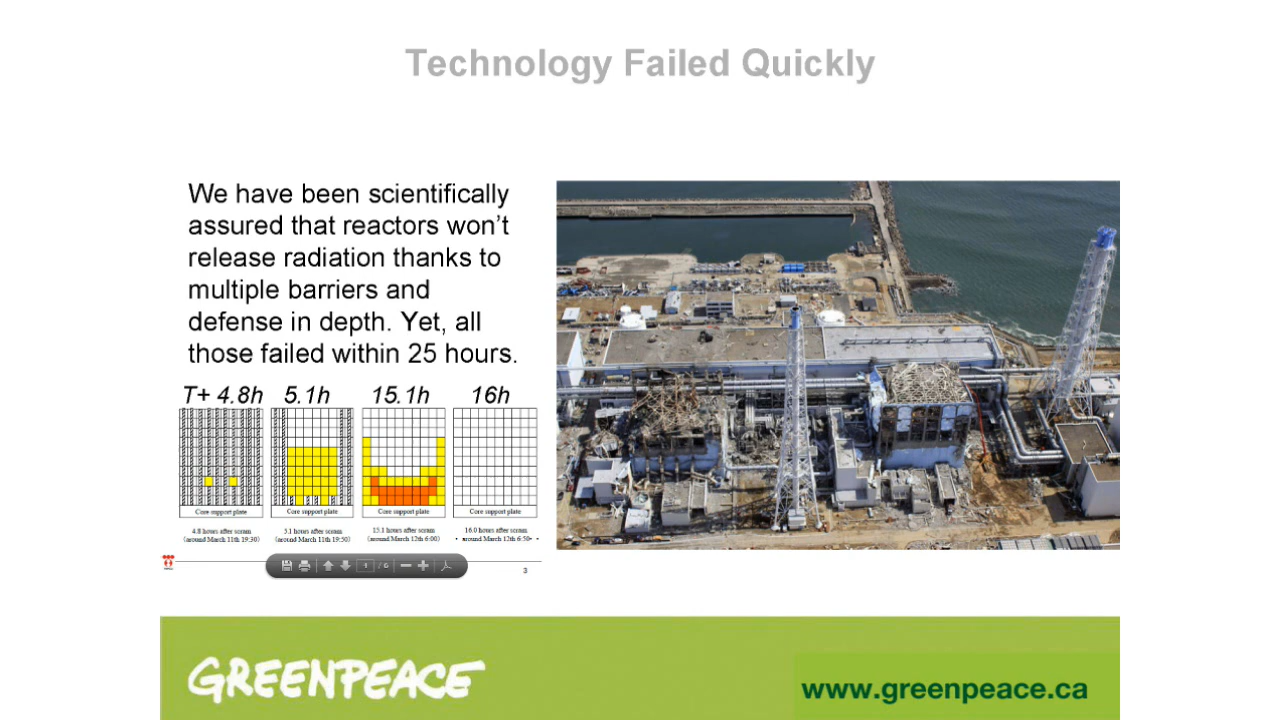 Technology Failed Quickly
We have been scientifically
assured that reactors won't
release radiation thanks to
multiple barriers and
defense in depth. Yet, all
those failed within 25 hours.
T+ 4.8h 5.1h 15.1h 16h
Core support plate Core support plate Core support plate Core support plate
4.8 hours after scram 5.1 hours after scram 15.1 hours after scram 16.0 hours after scram
(around March 11th 19:30) (around March 11th 19:50) (around March 12th 6:00) around March 12th 6:50
1 / 6
3
GREENPEACE
www.greenpeace.ca